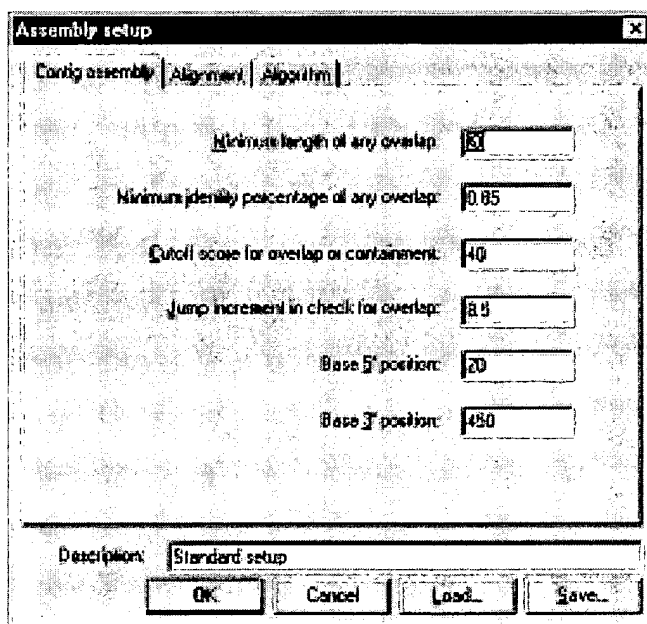 Assembly setup
Contig assembly Alignment Algorithm
Minimum length of any overlap:
Minimum identity percentage of any overlap: 0.85
Cutoff score for overlap or containment: 40
Jump increment in check for overlap:
Base 5' position: 20
Base 3' position: 450
Description: Standard setup
OK Cancel Load... Save...